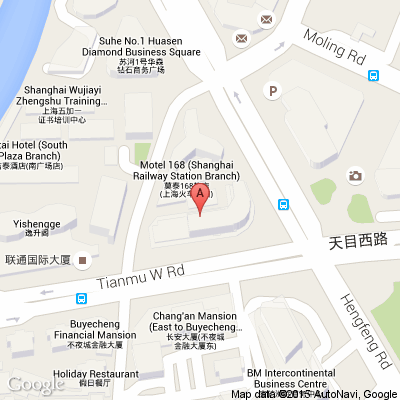 Suhe No.1 Huasen
Diamond Business Square
苏河1号华森
钻石商务广场
Moling Rd
Shanghai Wujiayi
Zhengshu Training...
上海五加一
证书培训中心
P
tai Hotel (South
Plaza Branch)
泰酒店(南广场店)
Motel 168 (Shanghai
Railway Station Branch)
莫泰168
(上海火车
A
Yishengge
逸升阁
联通国际大厦
天目西路
Tianmu W Rd
Hengfeng Rd
Buyecheng
Financial Mansion
不夜城金融大厦
Chang'an Mansion
(East to Buyecheng...
长安大厦(不夜城
金融大厦东)
Holiday Restaurant
假日餐厅
BM Intercontinental
Business Centre
Google
Map data ©2015 AutoNavi, Google